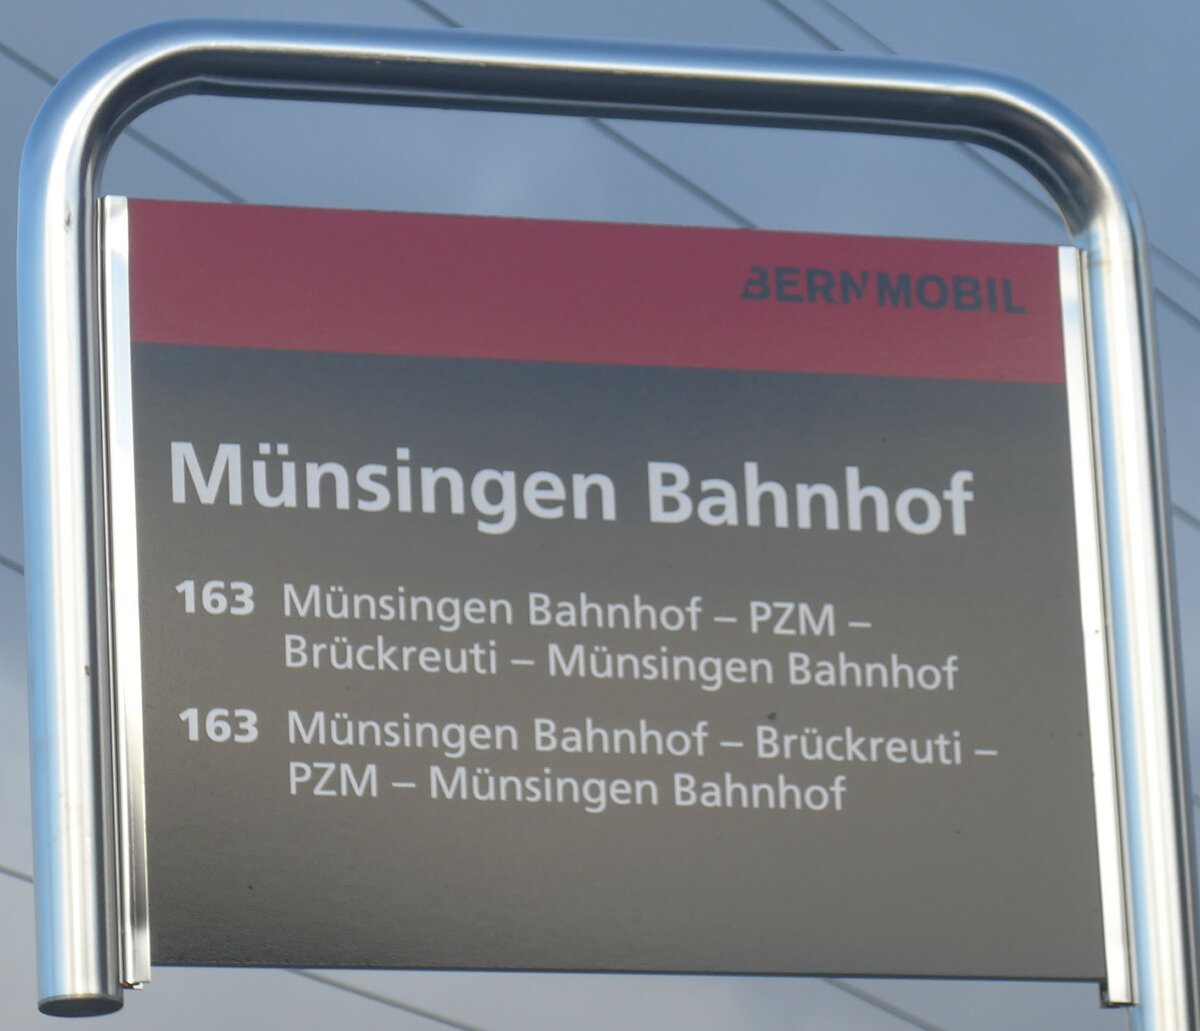 BERNMOBIL
Münsingen Bahnhof
163 Münsingen Bahnhof – PZM –
Brückreuti – Münsingen Bahnhof
163 Münsingen Bahnhof – Brückreuti –
PZM – Münsingen Bahnhof